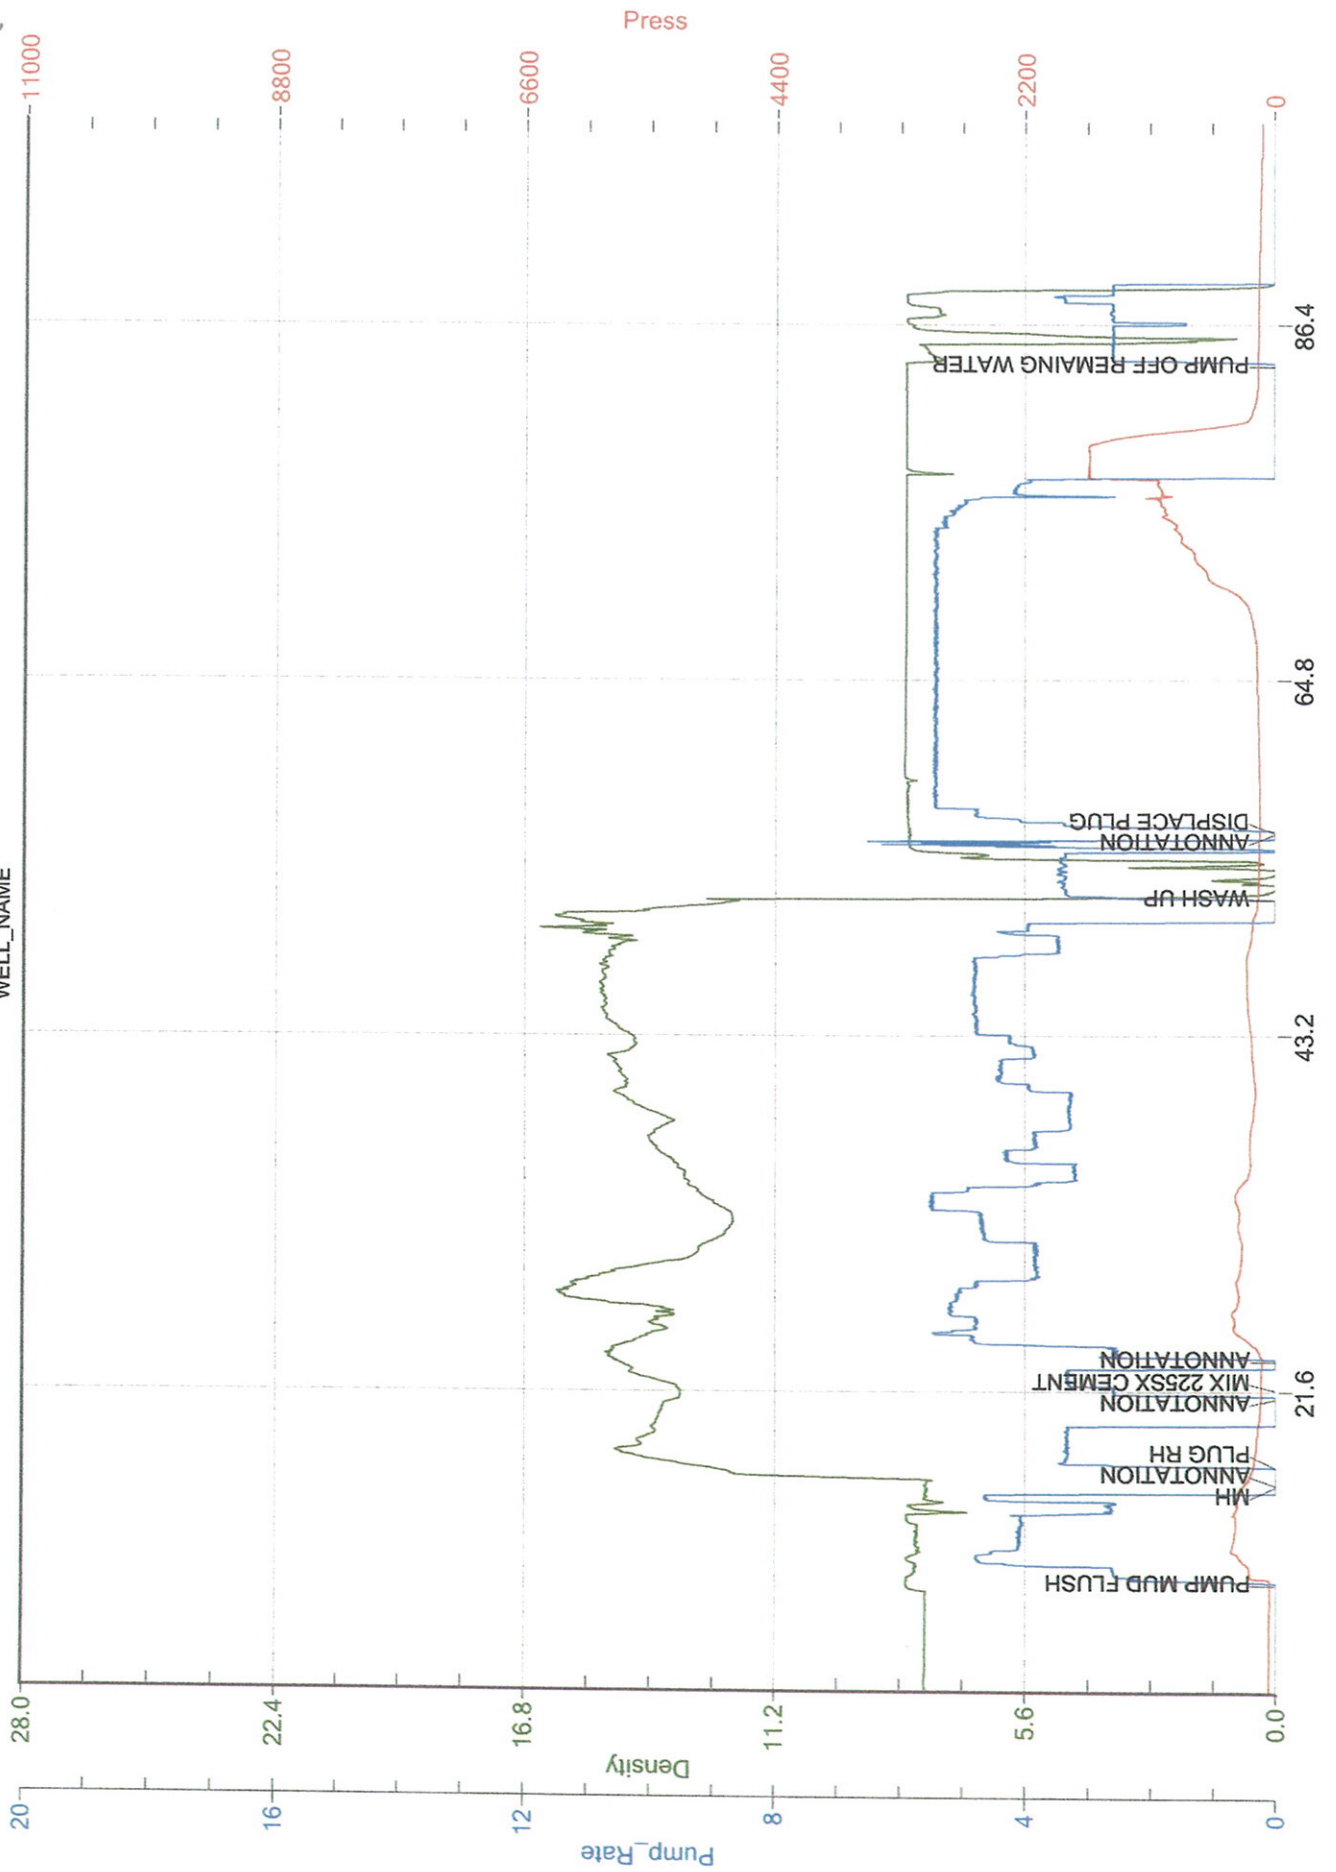 WELL_NAME
Press
11000
8800
6600
4400
2200
0
28.0
22.4
16.8
11.2
5.6
0.0
Density
20
16
12
8
4
0
Pump_Rate
21.6
43.2
64.8
86.4
PUMP MUD FLUSH
MH
ANNOTATION
PLUG RH
ANNOTATION
MIX 225SX CEMENT
ANNOTATION
WASH UP
ANNOTATION
DISPLACE PLUG
PUMP OFF REMAING WATER